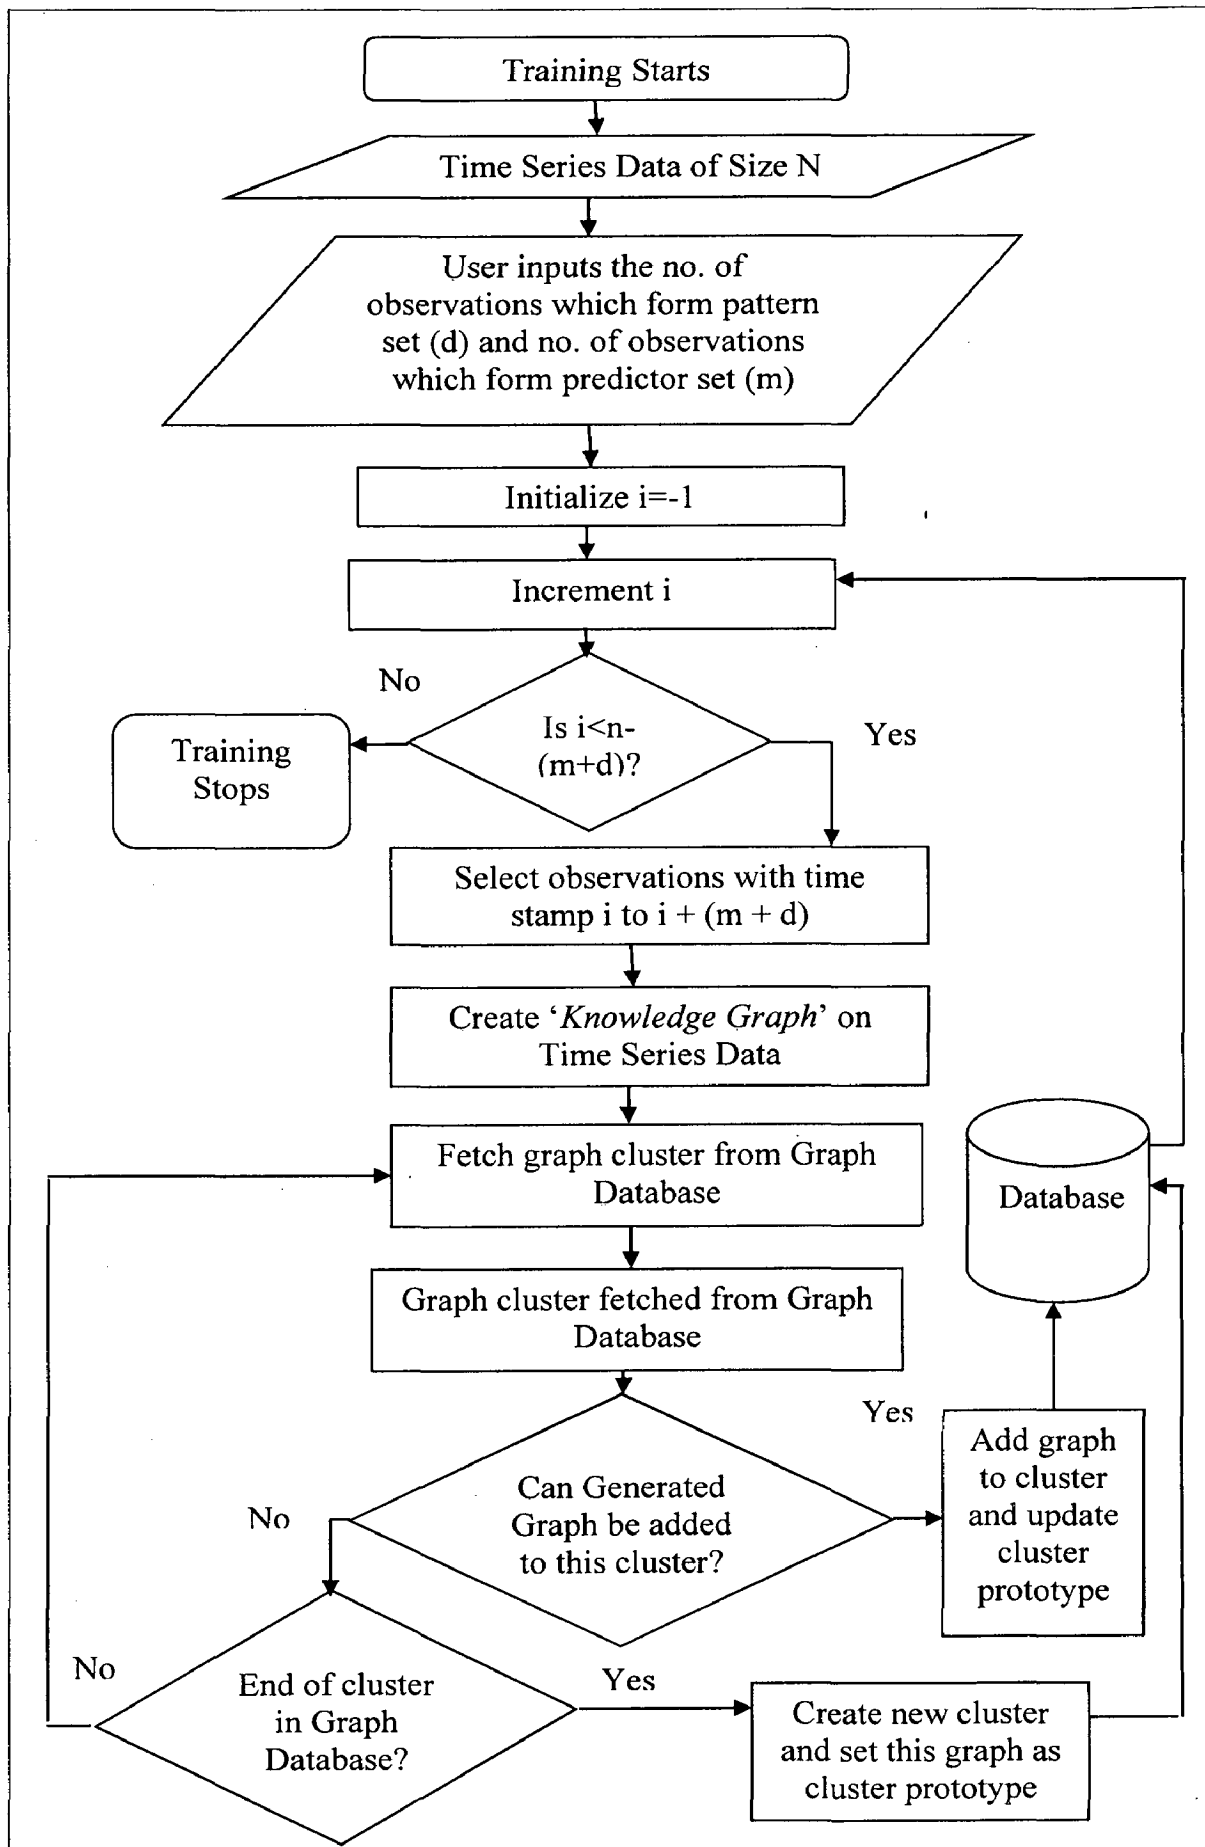 Training Starts
Time Series Data of Size N
User inputs the no. of
observations which form pattern
set (d) and no. of observations
which form predictor set (m)
Initialize i=-1
Increment i
No
Is i<n-
(m+d)?
Yes
Training
Stops
Select observations with time
stamp i to i + (m + d)
Create ‘Knowledge Graph’ on
Time Series Data
Fetch graph cluster from Graph
Database
Database
Graph cluster fetched from Graph
Database
Yes
Add graph
to cluster
and update
cluster
prototype
Can Generated
Graph be added
to this cluster?
No
No
End of cluster
in Graph
Database?
Yes
Create new cluster
and set this graph as
cluster prototype